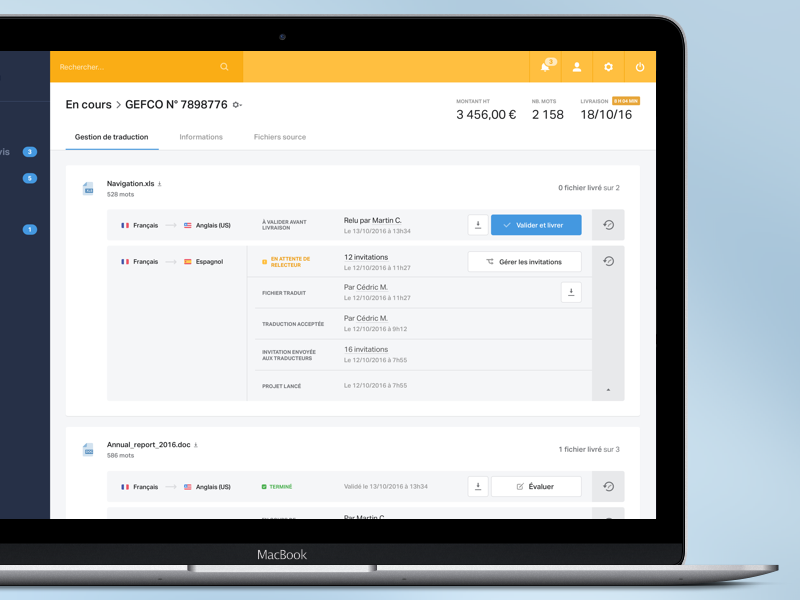 Rechercher...
3
En cours > GEFCO N° 7898776
MONTANT HT
3 456,00 €
NB. MOTS
2 158
LIVRAISON
18/10/16
vis 3
5
1
Gestion de traduction
Informations
Fichiers source
Navigation.xls
528 mots
0 fichier livré sur 2
Français
Anglais (US)
À VALIDER AVANT
LIVRAISON
Relu par Martin C.
Le 13/10/2016 à 13h34
Valider et livrer
Français
Espagnol
EN ATTENTE DE
RELECTEUR
12 invitations
Le 12/10/2016 à 11h27
Gérer les invitations
FICHIER TRADUIT
Par Cédric M.
Le 12/10/2016 à 11h27
TRADUCTION ACCEPTÉE
Par Cédric M.
Le 12/10/2016 à 9h12
INVITATION ENVOYÉE
AUX TRADUCTEURS
16 invitations
Le 12/10/2016 à 7h55
PROJET LANCÉ
Le 12/10/2016 à 7h55
Annual_report_2016.doc
586 mots
1 fichier livré sur 3
Français
Anglais (US)
TERMINÉ
Validé le 13/10/2016 à 13h34
Évaluer
Par Martin C.
MacBook